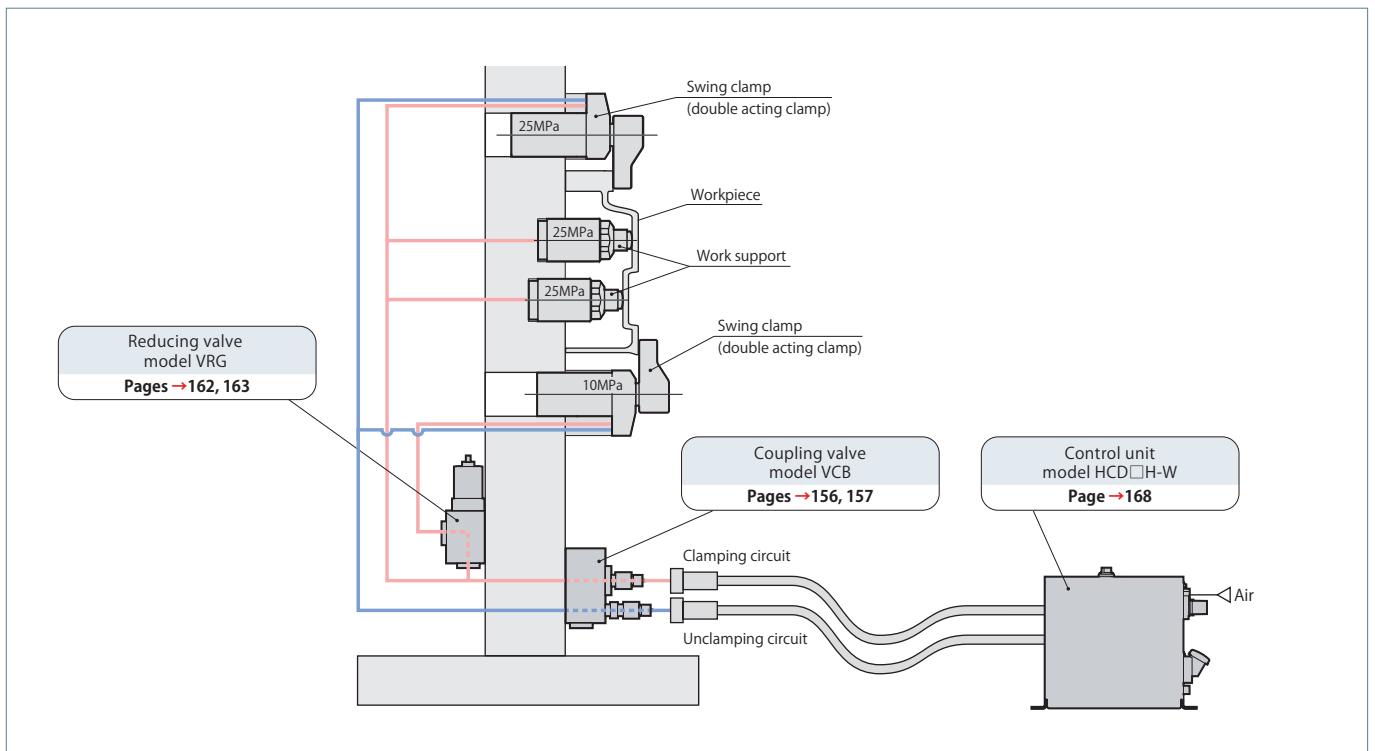 Swing clamp
(double acting clamp)
25MPa
Workpiece
25MPa
Work support
25MPa
Swing clamp
(double acting clamp)
Reducing valve
model VRG
Pages →162, 163
10MPa
Coupling valve
model VCB
Pages →156, 157
Control unit
model HCD□H-W
Page →168
Clamping circuit
Air
Unclamping circuit